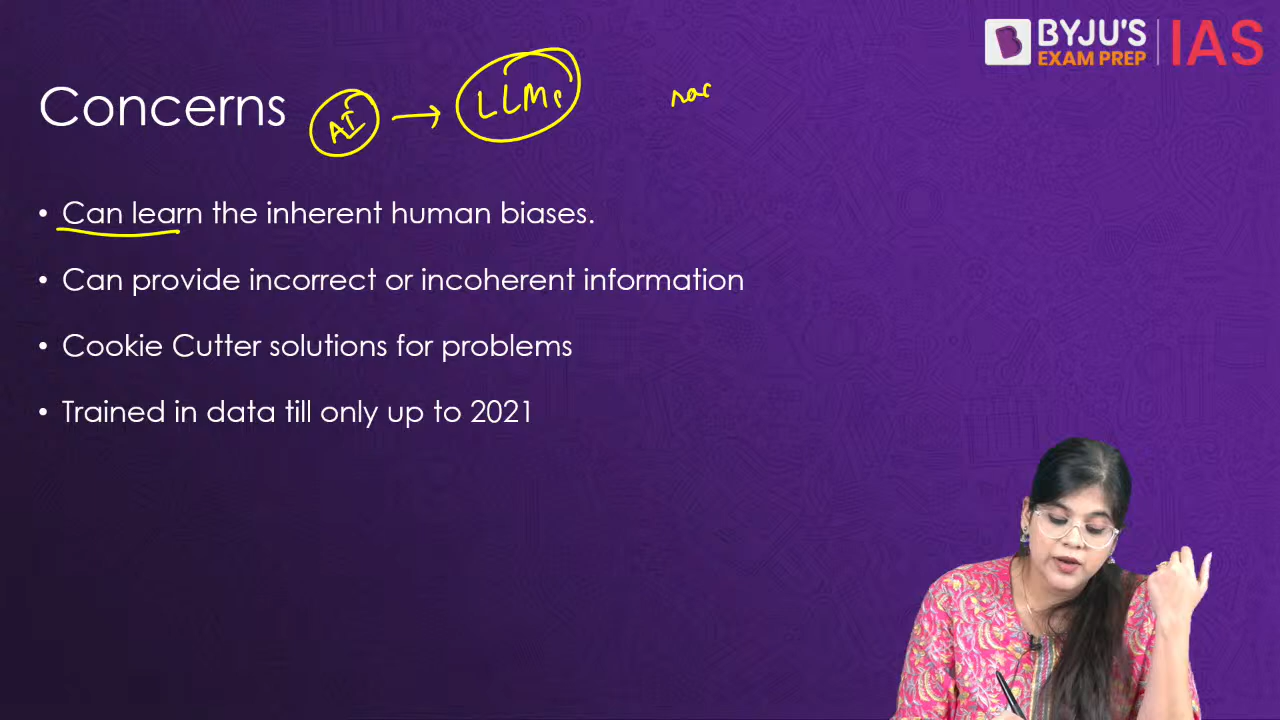 BYJU'S
EXAM PREP
IAS
Concerns
AI → LLMs
• Can learn the inherent human biases.
• Can provide incorrect or incoherent information
• Cookie Cutter solutions for problems
• Trained in data till only up to 2021